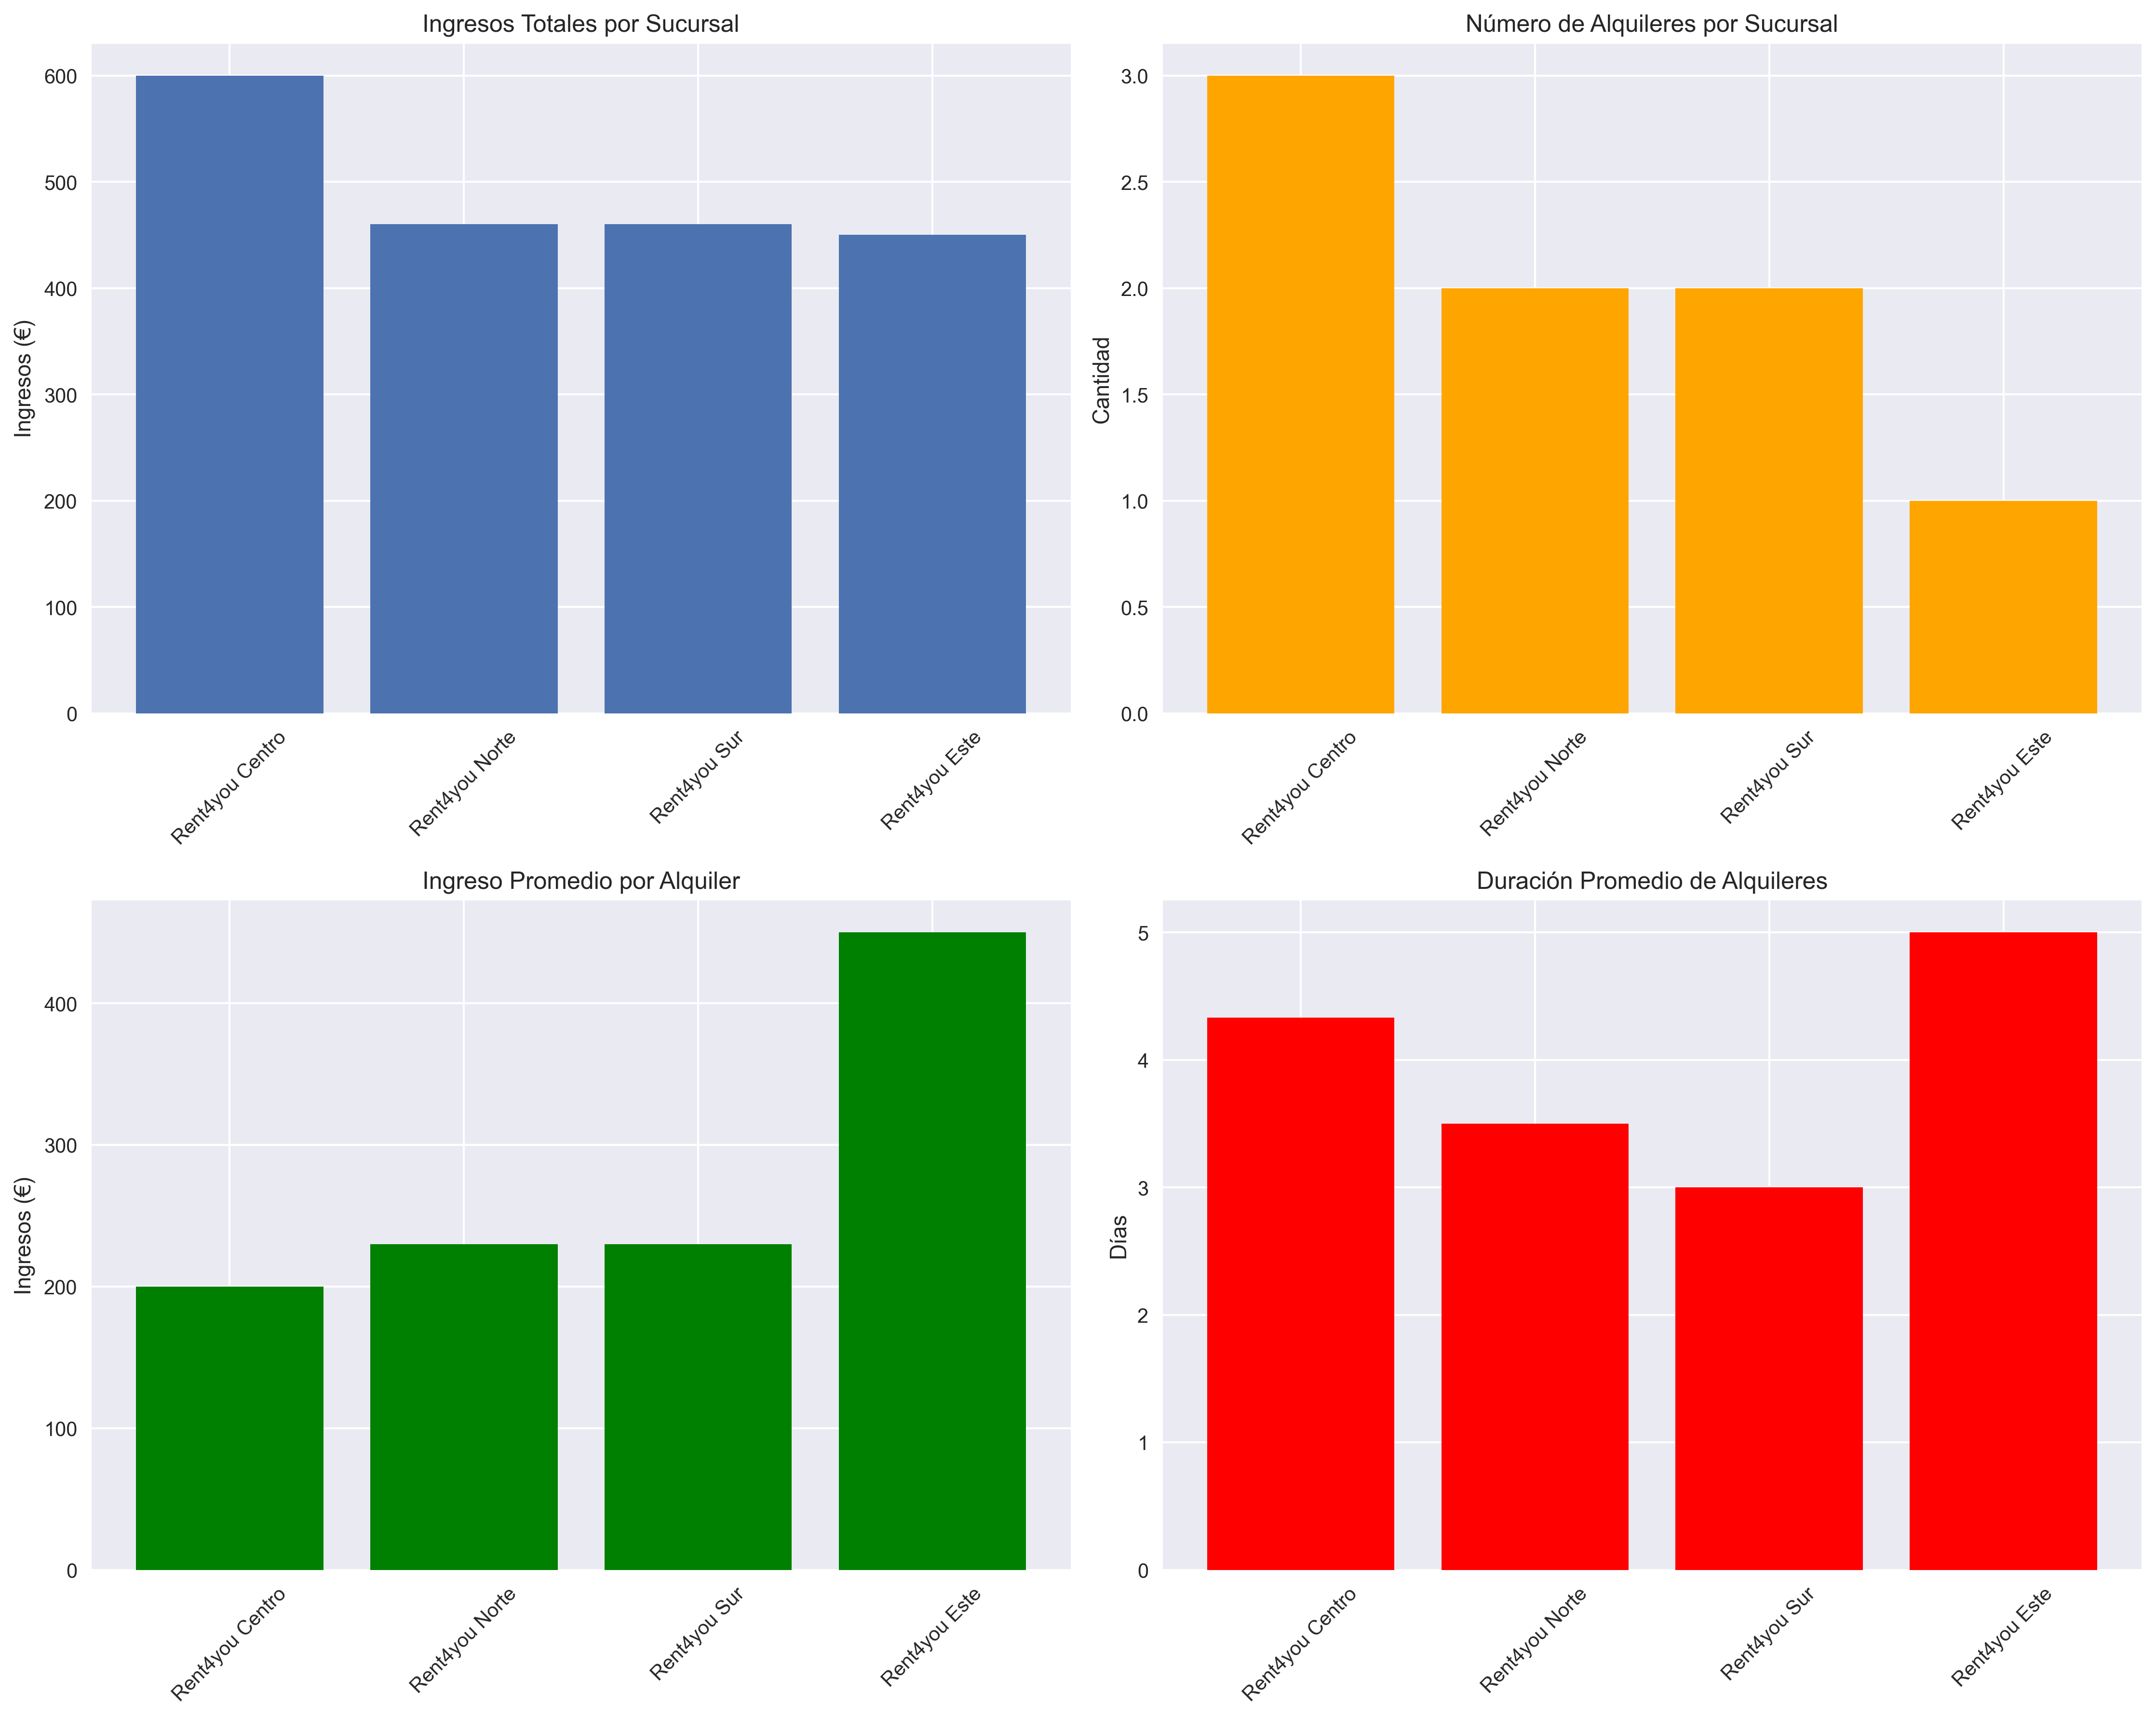 Ingresos Totales por Sucursal
Ingresos (€)
600
500
400
300
200
100
0
Rent4you Centro
Rent4you Norte
Rent4you Sur
Rent4you Este
Número de Alquileres por Sucursal
Cantidad
3.0
2.5
2.0
1.5
1.0
0.5
0.0
Rent4you Centro
Rent4you Norte
Rent4you Sur
Rent4you Este
Ingreso Promedio por Alquiler
Ingresos (€)
400
300
200
100
0
Rent4you Centro
Rent4you Norte
Rent4you Sur
Rent4you Este
Duración Promedio de Alquileres
Días
5
4
3
2
1
0
Rent4you Centro
Rent4you Norte
Rent4you Sur
Rent4you Este